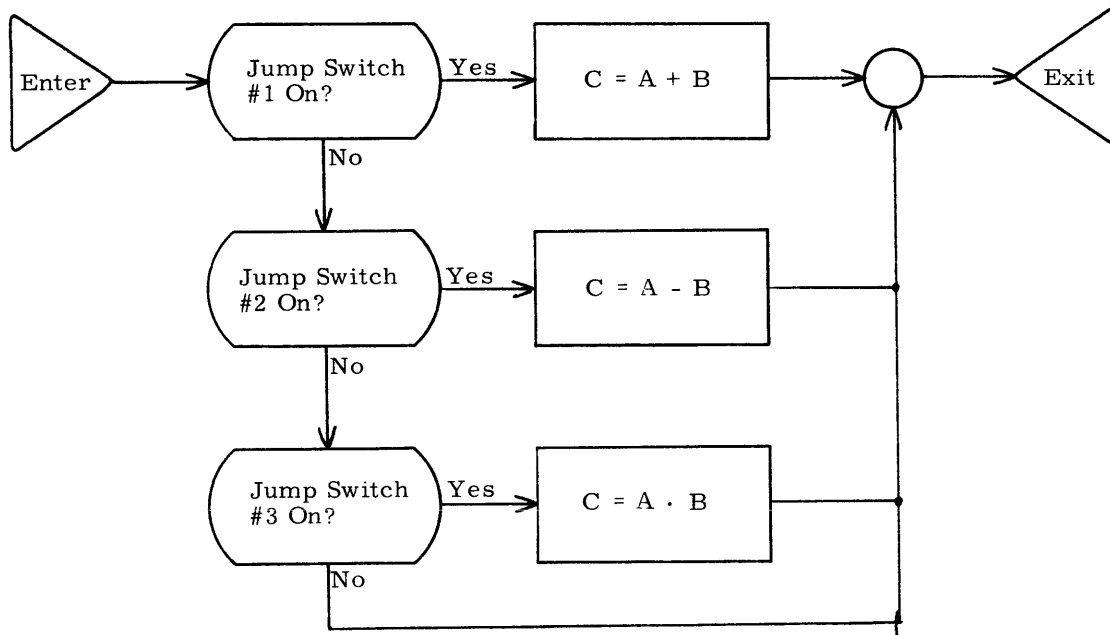 Enter
Jump Switch
#1 On?
Yes
C = A + B
Exit
No
Jump Switch
#2 On?
Yes
C = A - B
No
Jump Switch
#3 On?
Yes
C = A · B
No